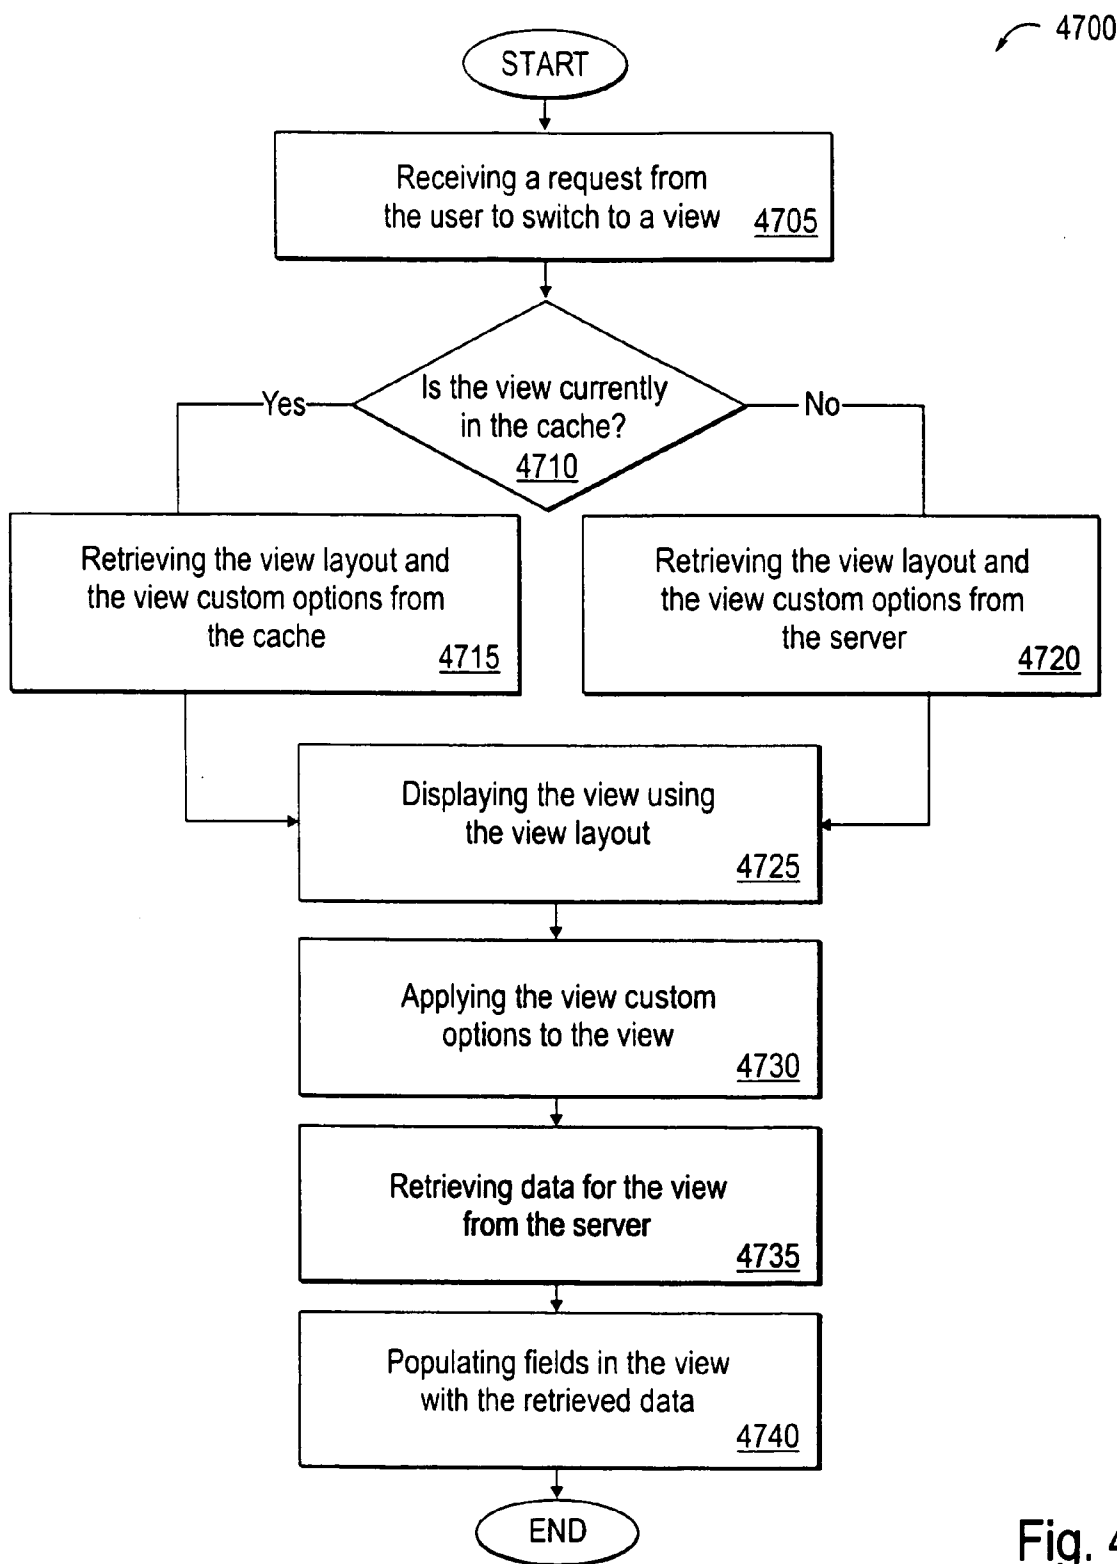 4700
START
Receiving a request from
the user to switch to a view
4705
Is the view currently
in the cache?
4710
Yes
No
Retrieving the view layout and
the view custom options from
the cache
4715
Retrieving the view layout and
the view custom options from
the server
4720
Displaying the view using
the view layout
4725
Applying the view custom
options to the view
4730
Retrieving data for the view
from the server
4735
Populating fields in the view
with the retrieved data
4740
END
Fig. 4